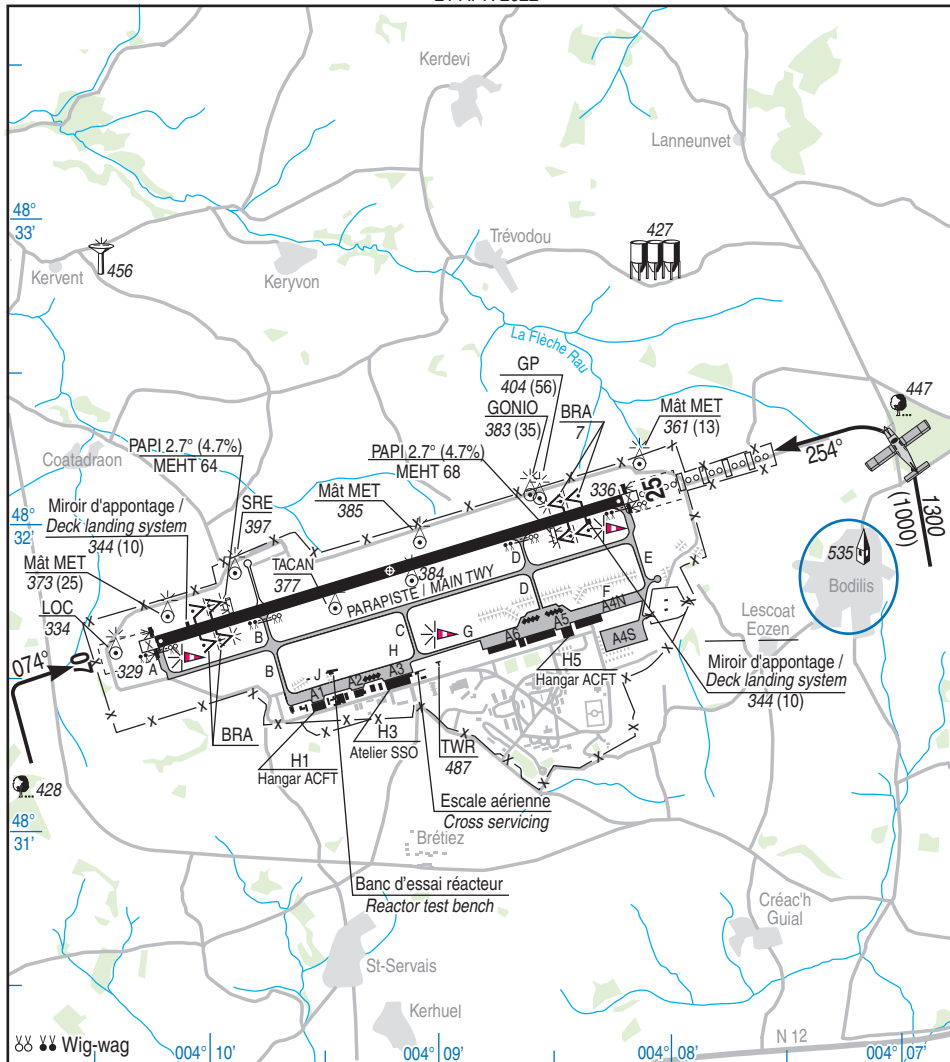 Kerdevi
Lanneunvet
48°
33'
427
Trévodou
456
Kervent
Keryvon
La Flèche Rau
GP
404 (56)
GONIO
383 (35)
BRA
7
447
Mât MET
361 (13)
PAPI 2.7° (4.7%)
MEHT 64
PAPI 2.7° (4.7%)
MEHT 68
254°
Coatadraon
Miroir d'appontage /
Deck landing system
344 (10)
SRE
397
Mât MET
385
336
25
1300
(1000)
48°
32'
535
Bodilis
Mât MET
373 (25)
TACAN
377
384
PARAPISTE / MAIN TWY
D
E
LOC
334
D
F
A4N
Lescoat
Eozen
B
C
G
A6
A5
A4S
074°
07
329
A
B
H
J
A1
A2
A3
H5
Hangar ACFT
Miroir d'appontage /
Deck landing system
344 (10)
BRA
H1
Hangar ACFT
H3
Atelier SSO
TWR
487
428
Escale aérienne
Cross servicing
48°
31'
Brétiez
Banc d'essai réacteur
Reactor test bench
Créac'h
Guial
St-Servais
Kerhuel
Wig-wag
N 12
004° 10'
004° 09'
004° 08'
004° 07'